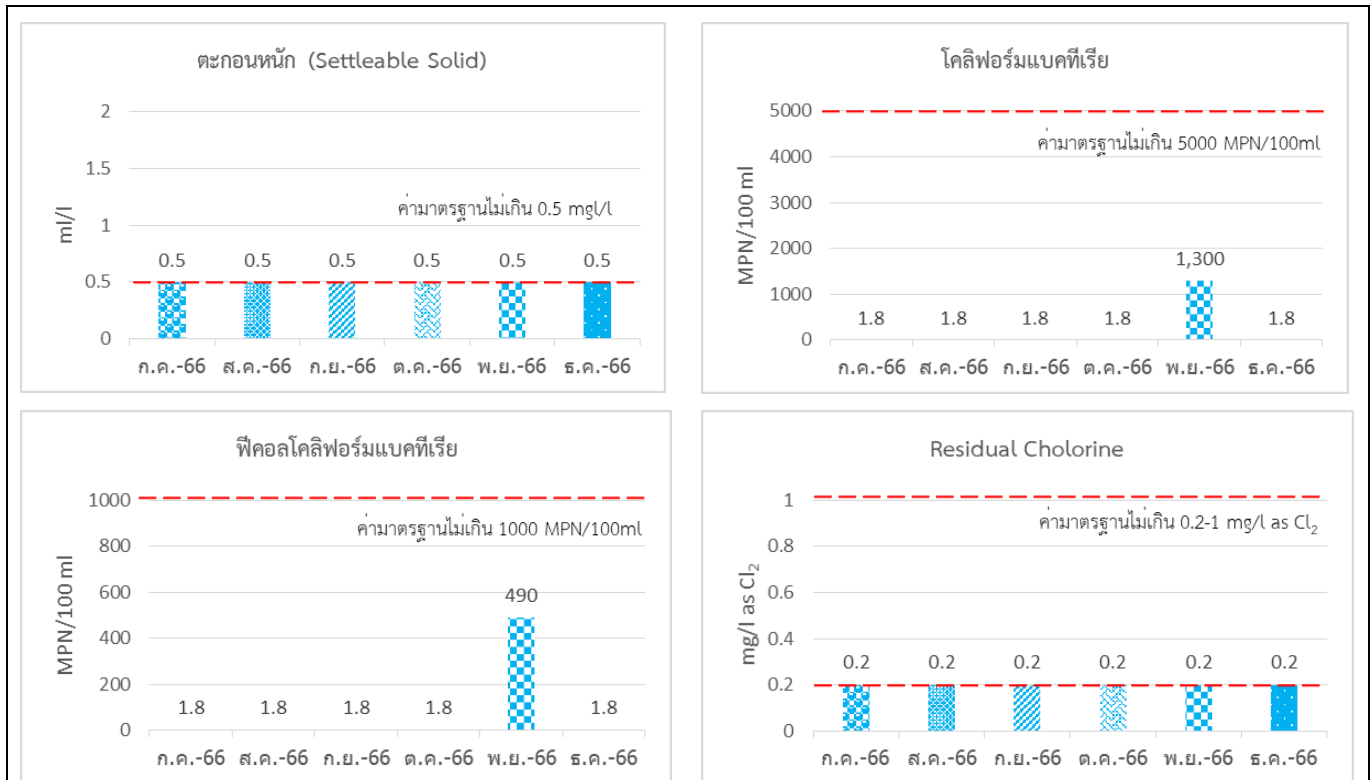 ตะกอนหนัก (Settleable Solid)
2
1.5
1
0.5
0
ml/l
ค่ามาตรฐานไม่เกิน 0.5 mgl/l
0.5 0.5 0.5 0.5 0.5 0.5
ก.ค.-66 ส.ค.-66 ก.ย.-66 ต.ค.-66 พ.ย.-66 ธ.ค.-66
โคลิฟอร์มแบคทีเรีย
5000
4000
3000
2000
1000
0
MPN/100 ml
ค่ามาตรฐานไม่เกิน 5000 MPN/100ml
1.8 1.8 1.8 1.8 1,300 1.8
ก.ค.-66 ส.ค.-66 ก.ย.-66 ต.ค.-66 พ.ย.-66 ธ.ค.-66
ฟีคอลโคลิฟอร์มแบคทีเรีย
1000
800
600
400
200
0
MPN/100 ml
ค่ามาตรฐานไม่เกิน 1000 MPN/100ml
1.8 1.8 1.8 1.8 490 1.8
ก.ค.-66 ส.ค.-66 ก.ย.-66 ต.ค.-66 พ.ย.-66 ธ.ค.-66
Residual Cholorine
1
0.8
0.6
0.4
0.2
0
mg/l as Cl₂
ค่ามาตรฐานไม่เกิน 0.2-1 mg/l as Cl₂
0.2 0.2 0.2 0.2 0.2 0.2
ก.ค.-66 ส.ค.-66 ก.ย.-66 ต.ค.-66 พ.ย.-66 ธ.ค.-66